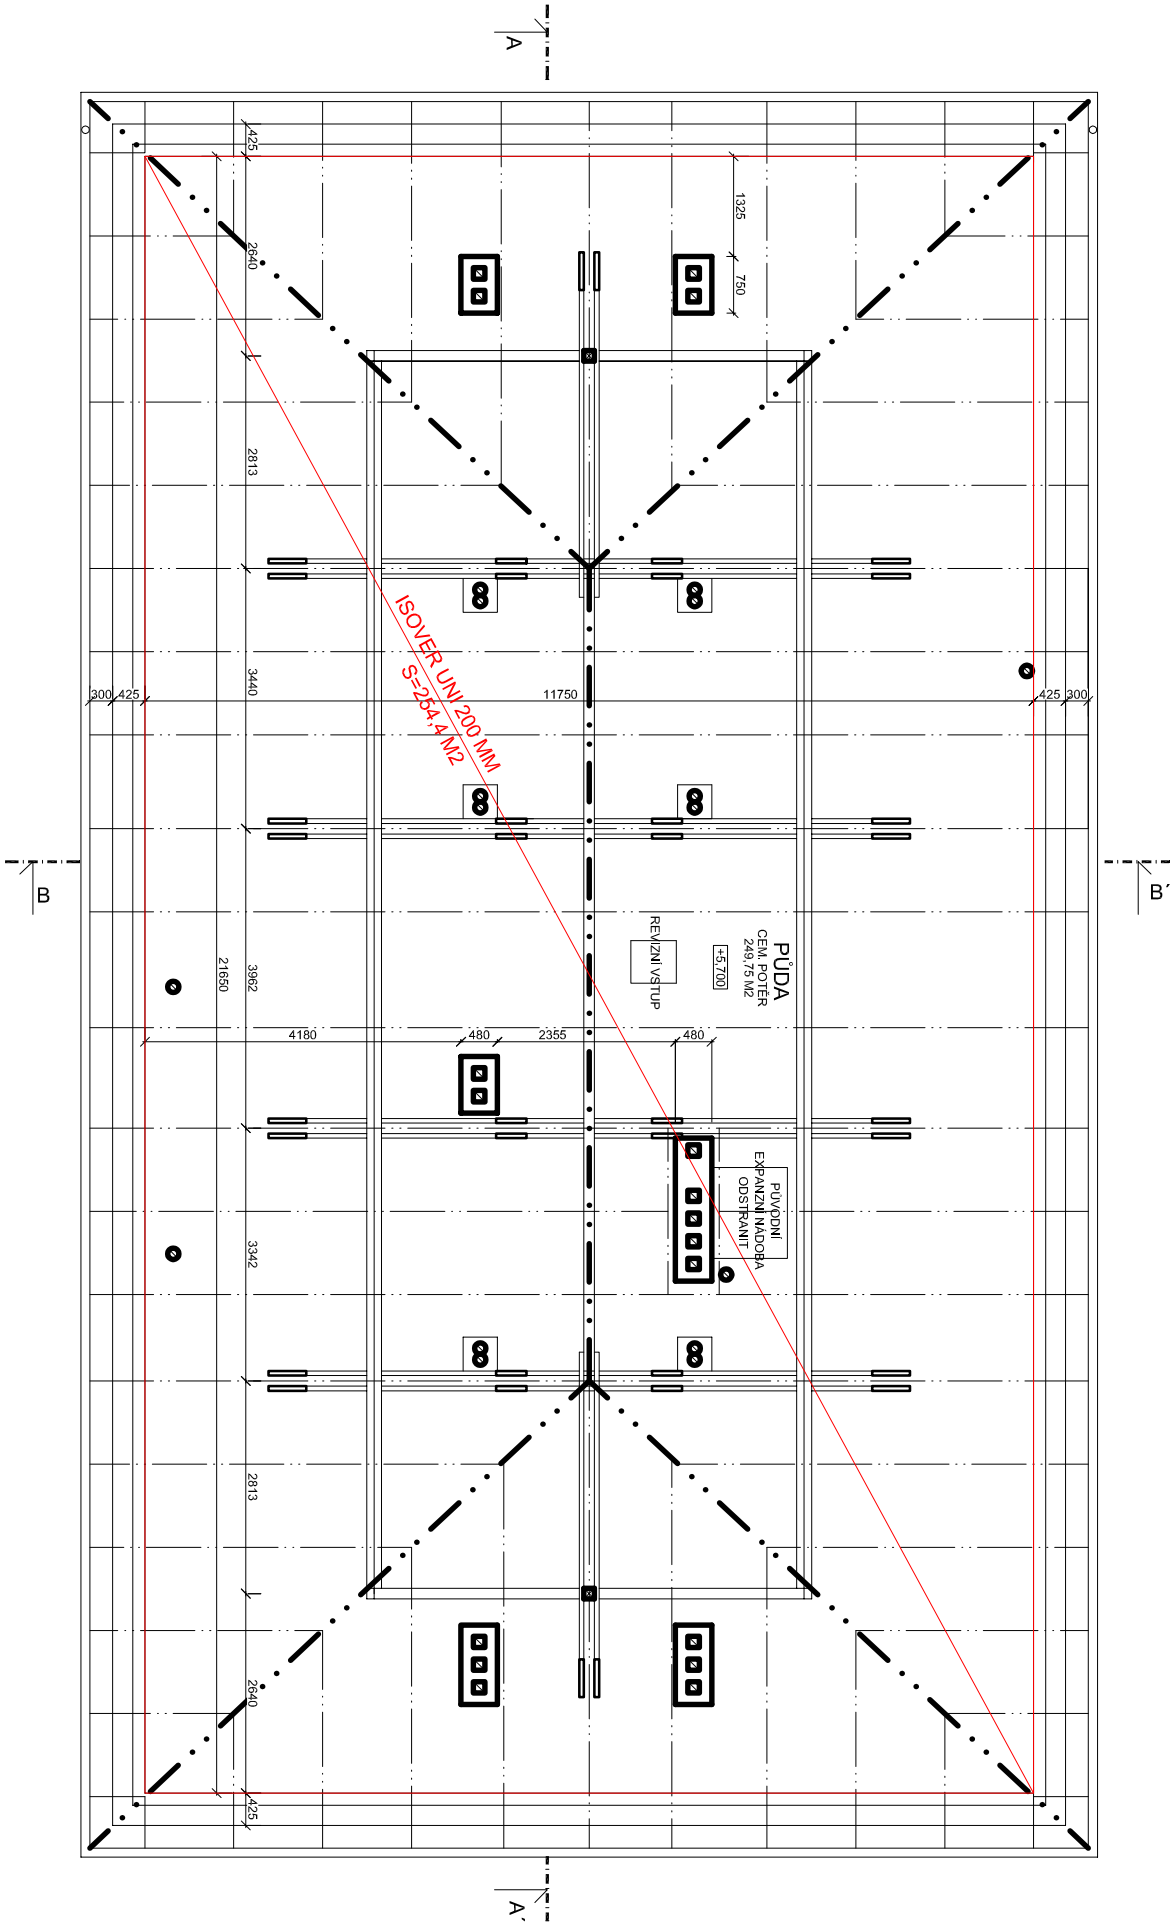 A
425
1325
2640
750
2813
ISOVER UNI 200 MM
S=254,4 M2
3440
300
425
11750
425
300
B
B´
PŮDA
CEM. POTĚR
249,75 M2
+5,700
REVIZNÍ VSTUP
3962
21650
4180
480
2355
480
PŮVODNÍ
EXPANZNÍ NÁDOBA
ODSTRANIT
3342
2813
2640
425
A´